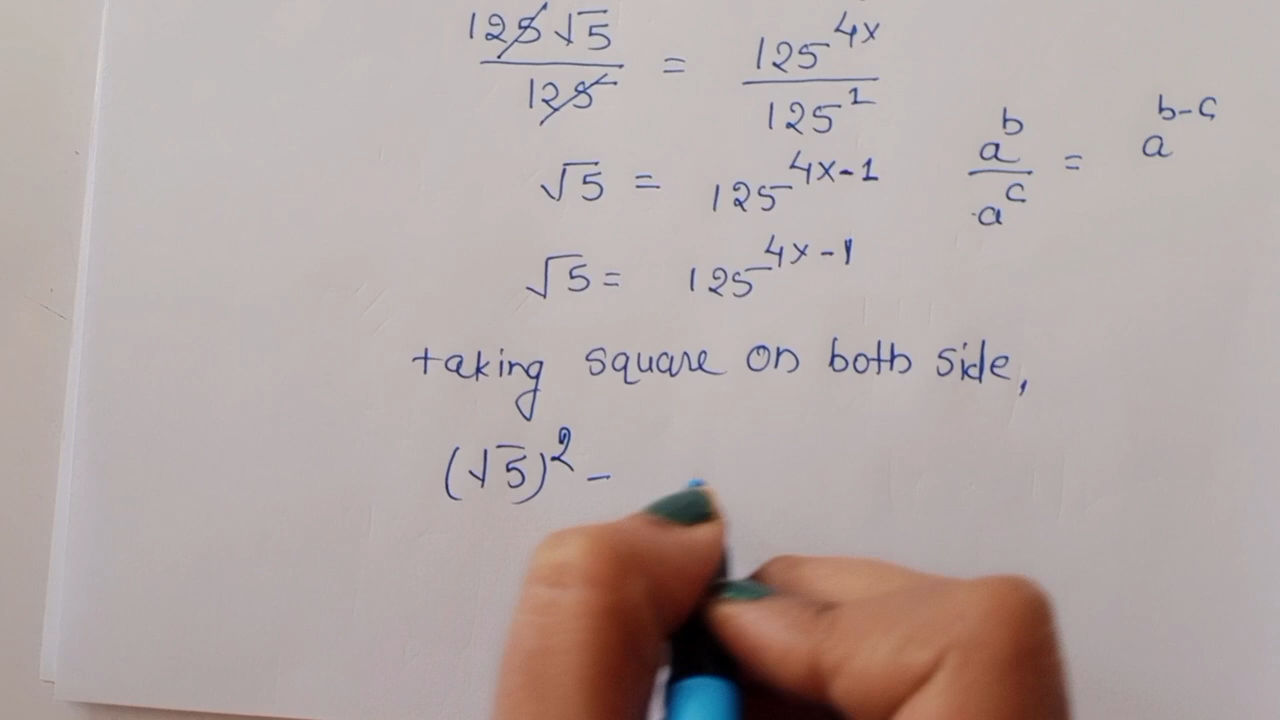 125√5 / 125 = 125^4x / 125^1
√5 = 125^4x-1
a^b / a^c = a^b-c
√5 = 125^4x-1
taking square on both side,
(√5)^2 -